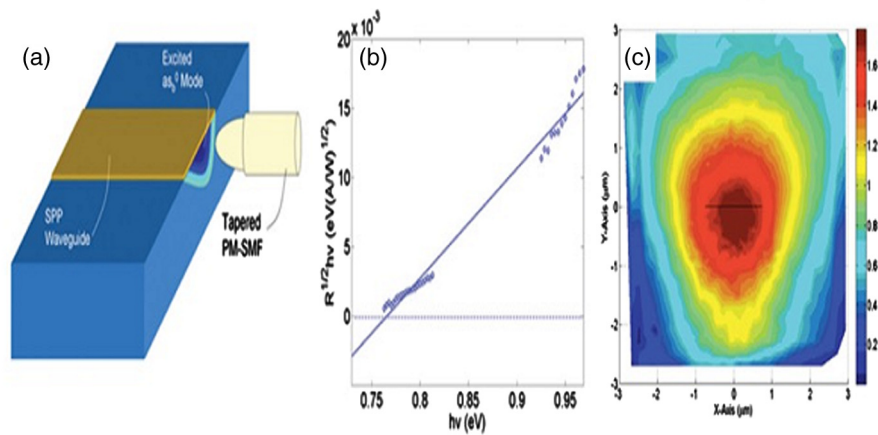 (a)
Excited
as_b^0 Mode
SPP
Waveguide
Tapered
PM-SMF
(b)
20 × 10^-3
15
10
5
0
R^1/2hν (eV(A/W)^1/2)
0.75
0.8
0.85
0.9
0.95
hν (eV)
(c)
3
2
1
0
-1
-2
-3
Y-Axis (μm)
-3
-2
-1
0
1
2
3
X-Axis (μm)
1.6
1.4
1.2
1
0.8
0.6
0.4
0.2